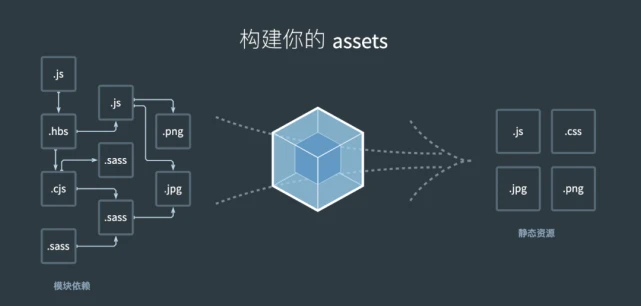 构建你的 assets
.js
.js
.hbs
.png
.sass
.cjs
.jpg
.sass
.sass
模块依赖
.js
.css
.jpg
.png
静态资源